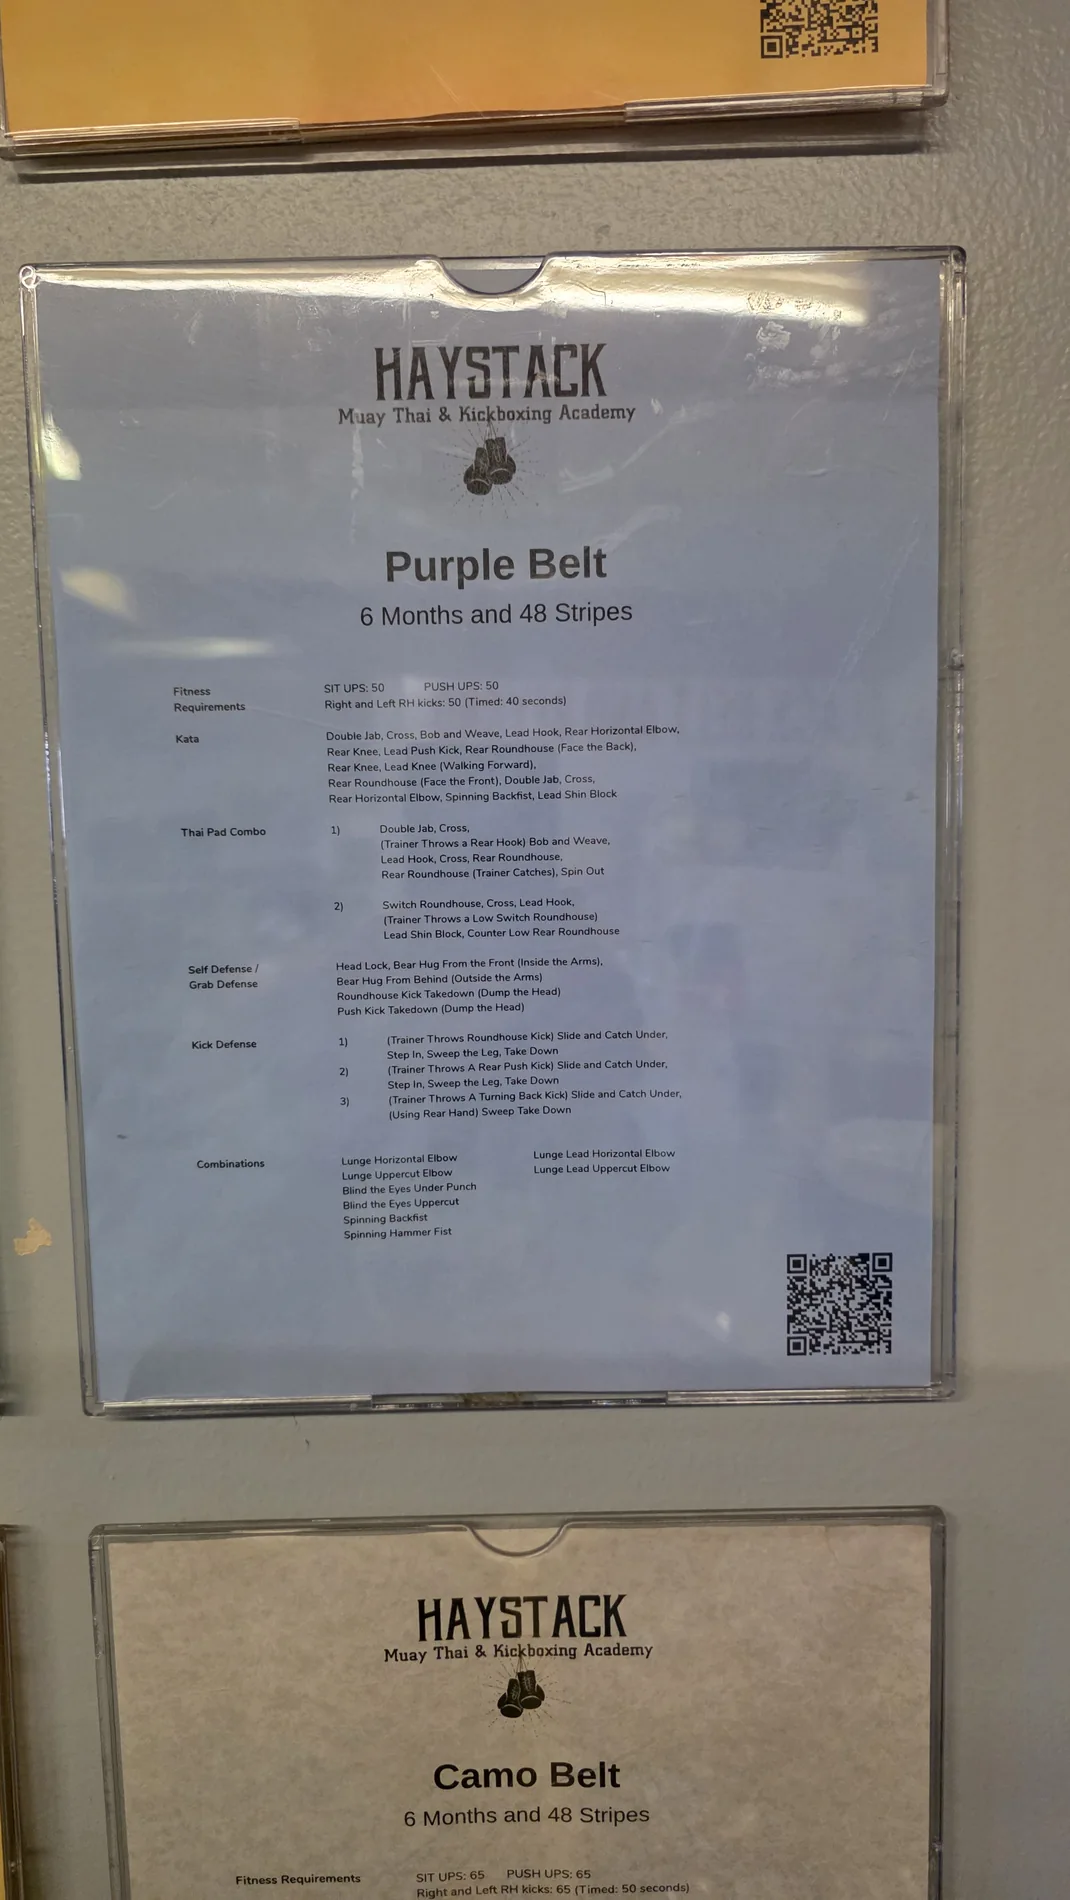 HAYSTACK
Muay Thai & Kickboxing Academy
Purple Belt
6 Months and 48 Stripes
Fitness Requirements
SIT UPS: 50 PUSH UPS: 50
Right and Left RH kicks: 50 (Timed: 40 seconds)
Kata
Double Jab, Cross, Bob and Weave, Lead Hook, Rear Horizontal Elbow,
Rear Knee, Lead Push Kick, Rear Roundhouse (Face the Back),
Rear Knee, Lead Knee (Walking Forward),
Rear Roundhouse (Face the Front), Double Jab, Cross,
Rear Horizontal Elbow, Spinning Backfist, Lead Shin Block
Thai Pad Combo
1) Double Jab, Cross,
(Trainer Throws a Rear Hook) Bob and Weave,
Lead Hook, Cross, Rear Roundhouse,
Rear Roundhouse (Trainer Catches), Spin Out
2) Switch Roundhouse, Cross, Lead Hook,
(Trainer Throws a Low Switch Roundhouse)
Lead Shin Block, Counter Low Rear Roundhouse
Self Defense /
Grab Defense
Head Lock, Bear Hug From the Front (Inside the Arms),
Bear Hug From Behind (Outside the Arms)
Roundhouse Kick Takedown (Dump the Head)
Push Kick Takedown (Dump the Head)
Kick Defense
1) (Trainer Throws Roundhouse Kick) Slide and Catch Under,
Step In, Sweep the Leg, Take Down
2) (Trainer Throws A Rear Push Kick) Slide and Catch Under,
Step In, Sweep the Leg, Take Down
3) (Trainer Throws A Turning Back Kick) Slide and Catch Under,
(Using Rear Hand) Sweep Take Down
Combinations
Lunge Horizontal Elbow
Lunge Uppercut Elbow
Blind the Eyes Under Punch
Blind the Eyes Uppercut
Spinning Backfist
Spinning Hammer Fist
Lunge Lead Horizontal Elbow
Lunge Lead Uppercut Elbow
HAYSTACK
Muay Thai & Kickboxing Academy
Camo Belt
6 Months and 48 Stripes
Fitness Requirements
SIT UPS: 65 PUSH UPS: 65
Right and Left RH kicks: 65 (Timed: 50 seconds)